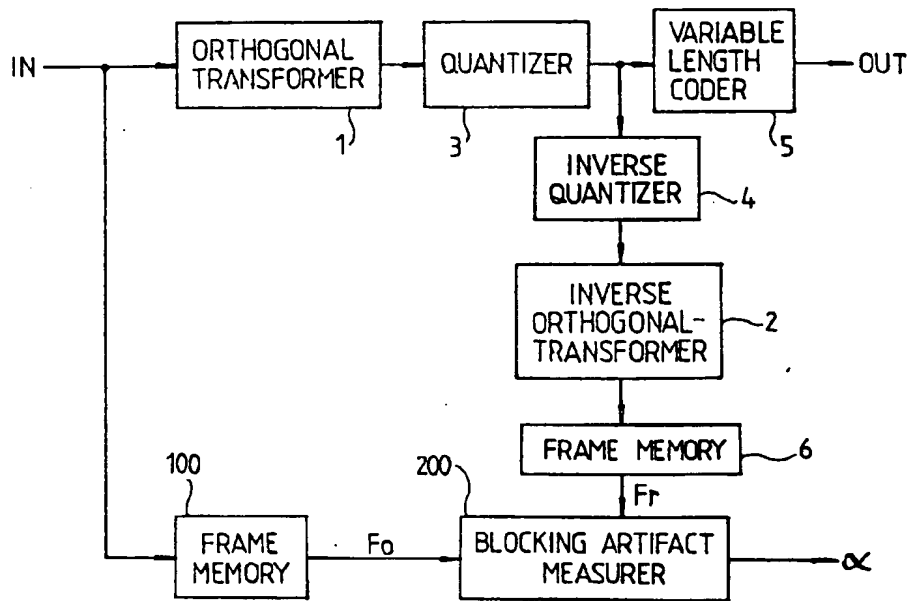 IN
ORTHOGONAL
TRANSFORMER
1
QUANTIZER
3
VARIABLE
LENGTH
CODER
5
OUT
INVERSE
QUANTIZER
4
INVERSE
ORTHOGONAL-
TRANSFORMER
2
FRAME MEMORY
6
Fr
100
FRAME
MEMORY
Fo
200
BLOCKING ARTIFACT
MEASURER
α